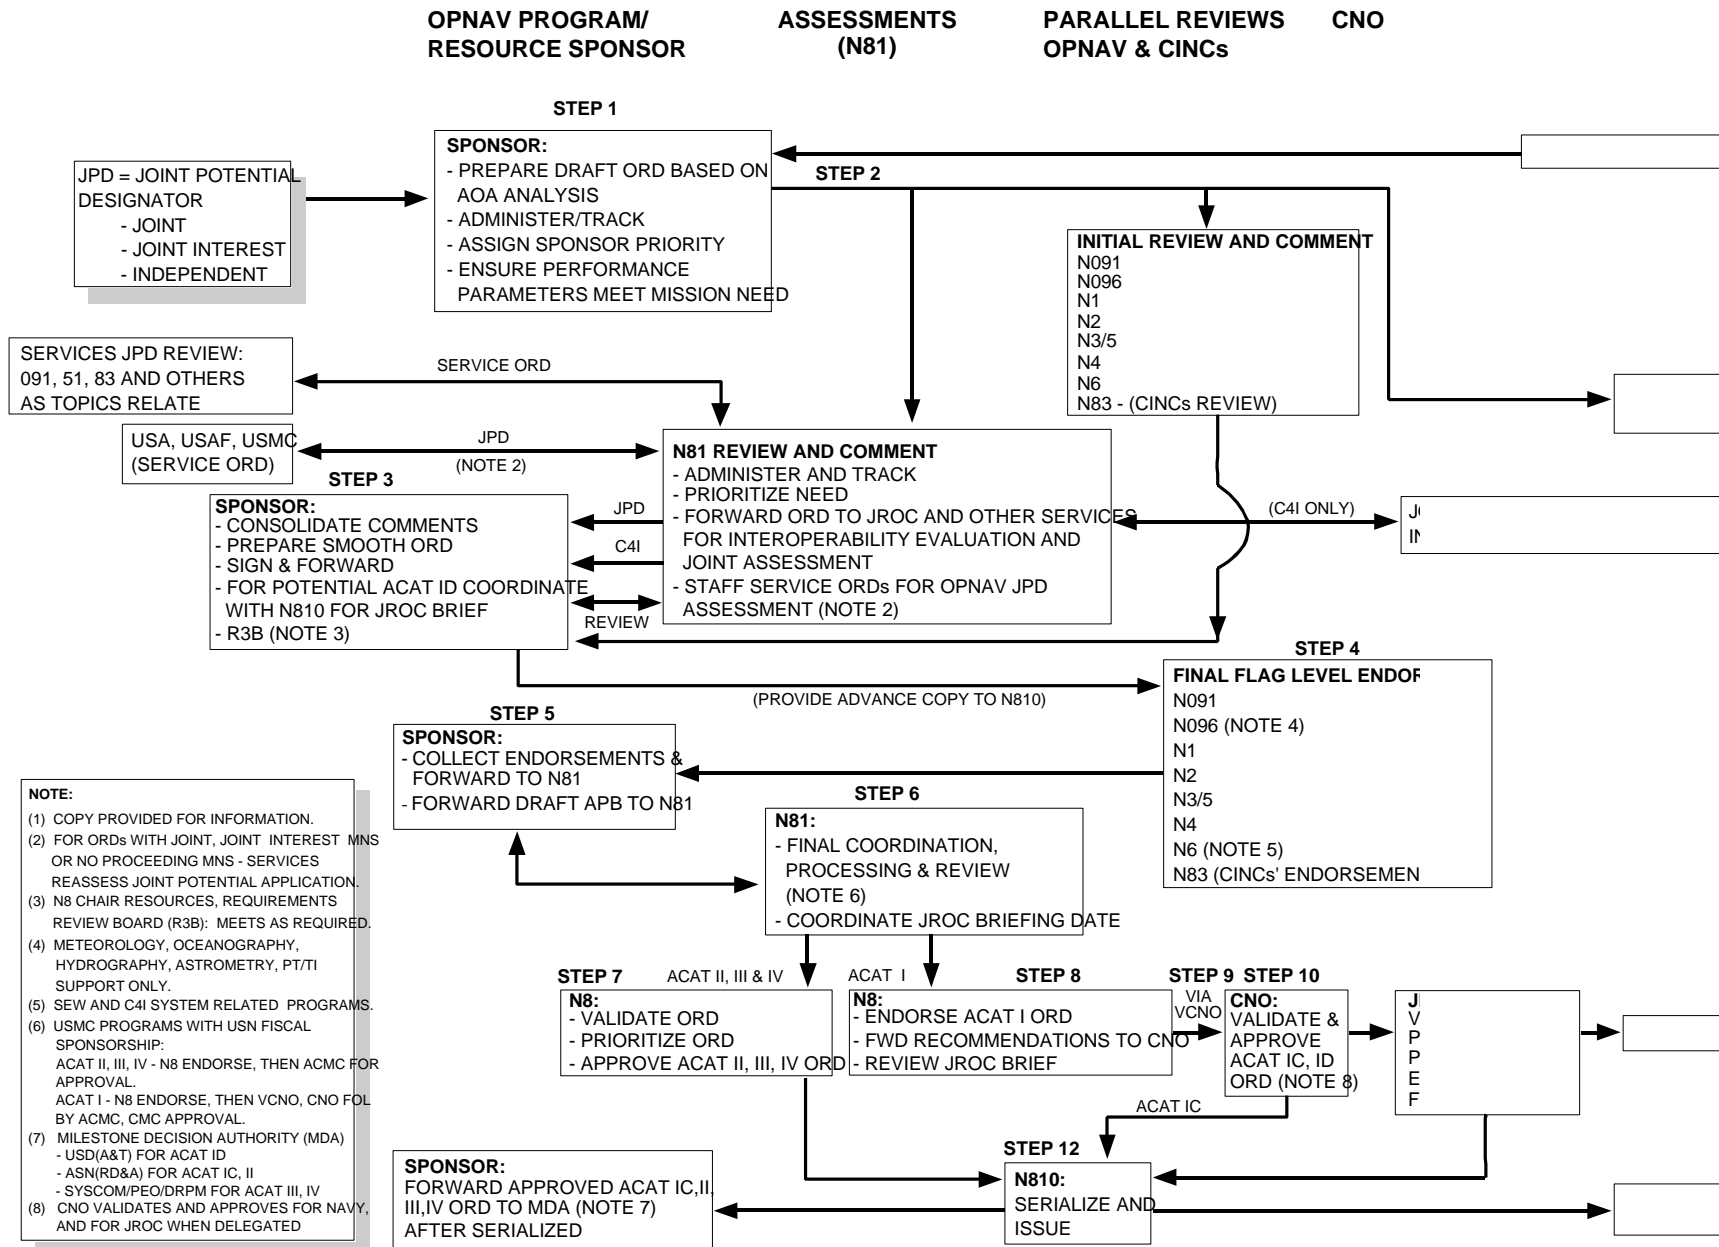 OPNAV PROGRAM/
RESOURCE SPONSOR
ASSESSMENTS
(N81)
PARALLEL REVIEWS
OPNAV & CINCs
CNO
STEP 1
SPONSOR:
- PREPARE DRAFT ORD BASED ON
AOA ANALYSIS
- ADMINISTER/TRACK
- ASSIGN SPONSOR PRIORITY
- ENSURE PERFORMANCE
PARAMETERS MEET MISSION NEED
JPD = JOINT POTENTIAL
DESIGNATOR
- JOINT
- JOINT INTEREST
- INDEPENDENT
STEP 2
INITIAL REVIEW AND COMMENT
N091
N096
N1
N2
N3/5
N4
N6
N83 - (CINCs REVIEW)
SERVICES JPD REVIEW:
091, 51, 83 AND OTHERS
AS TOPICS RELATE
SERVICE ORD
USA, USAF, USMC
(SERVICE ORD)
JPD
(NOTE 2)
N81 REVIEW AND COMMENT
- ADMINISTER AND TRACK
- PRIORITIZE NEED
- FORWARD ORD TO JROC AND OTHER SERVICES
FOR INTEROPERABILITY EVALUATION AND
JOINT ASSESSMENT
- STAFF SERVICE ORDs FOR OPNAV JPD
ASSESSMENT (NOTE 2)
(C4I ONLY)
STEP 3
SPONSOR:
- CONSOLIDATE COMMENTS
- PREPARE SMOOTH ORD
- SIGN & FORWARD
- FOR POTENTIAL ACAT ID COORDINATE
WITH N810 FOR JROC BRIEF
- R3B (NOTE 3)
JPD
C4I
REVIEW
(PROVIDE ADVANCE COPY TO N810)
STEP 4
FINAL FLAG LEVEL
N091
N096 (NOTE 4)
N1
N2
N3/5
N4
N6 (NOTE 5)
N83 (CINCs' ENDORSEMEN
STEP 5
SPONSOR:
- COLLECT ENDORSEMENTS &
FORWARD TO N81
- FORWARD DRAFT APB TO N81
STEP 6
N81:
- FINAL COORDINATION,
PROCESSING & REVIEW
(NOTE 6)
- COORDINATE JROC BRIEFING DATE
NOTE:
(1) COPY PROVIDED FOR INFORMATION.
(2) FOR ORDs WITH JOINT, JOINT INTEREST MNS
OR NO PROCEEDING MNS - SERVICES
REASSESS JOINT POTENTIAL APPLICATION.
(3) N8 CHAIR RESOURCES, REQUIREMENTS
REVIEW BOARD (R3B): MEETS AS REQUIRED.
(4) METEOROLOGY, OCEANOGRAPHY,
HYDROGRAPHY, ASTROMETRY, PT/TI
SUPPORT ONLY.
(5) SEW AND C4I SYSTEM RELATED PROGRAMS.
(6) USMC PROGRAMS WITH USN FISCAL
SPONSORSHIP:
ACAT II, III, IV - N8 ENDORSE, THEN ACMC FOR
APPROVAL.
ACAT I - N8 ENDORSE, THEN VCNO, CNO FOL
BY ACMC, CMC APPROVAL.
(7) MILESTONE DECISION AUTHORITY (MDA)
- USD(A&T) FOR ACAT ID
- ASN(RD&A) FOR ACAT IC, II
- SYSCOM/PEO/DRPM FOR ACAT III, IV
(8) CNO VALIDATES AND APPROVES FOR NAVY,
AND FOR JROC WHEN DELEGATED
STEP 7
ACAT II, III & IV
N8:
- VALIDATE ORD
- PRIORITIZE ORD
- APPROVE ACAT II, III, IV ORD
ACAT I
STEP 8
N8:
- ENDORSE ACAT I ORD
- FWD RECOMMENDATIONS TO CNO
- REVIEW JROC BRIEF
STEP 9
VIA
VCNO
STEP 10
CNO:
VALIDATE &
APPROVE
ACAT IC, ID
ORD (NOTE 8)
V
P
P
E
F
ACAT IC
STEP 12
N810:
SERIALIZE AND
ISSUE
SPONSOR:
FORWARD APPROVED ACAT IC,II,
III,IV ORD TO MDA (NOTE 7)
AFTER SERIALIZED